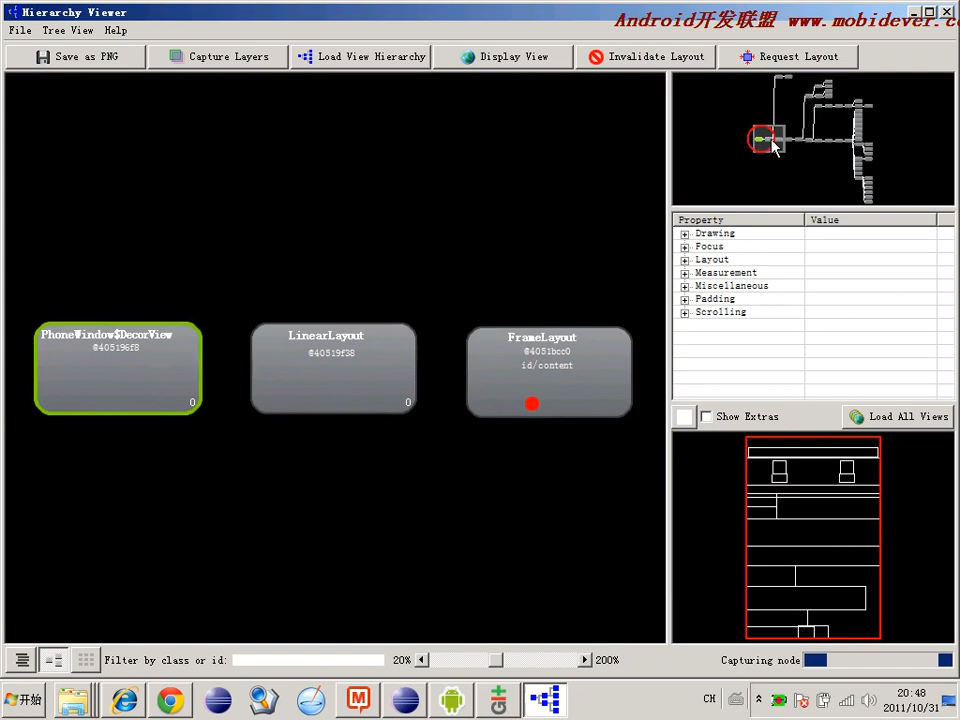 Hierarchy Viewer
Android开发联盟 www.mobidever.co
File Tree View Help
Save as PNG
Capture Layers
Load View Hierarchy
Display View
Invalidate Layout
Request Layout
Property Value
Drawing
Focus
Layout
Measurement
Miscellaneous
Padding
Scrolling
PhoneWindow$DecorView
@405196f8
0
LinearLayout
@40519f38
0
FrameLayout
@4051bcc0
id/content
Show Extras
Load All Views
Filter by class or id:
20%
200%
Capturing node
开始
CH
20:48
2011/10/31